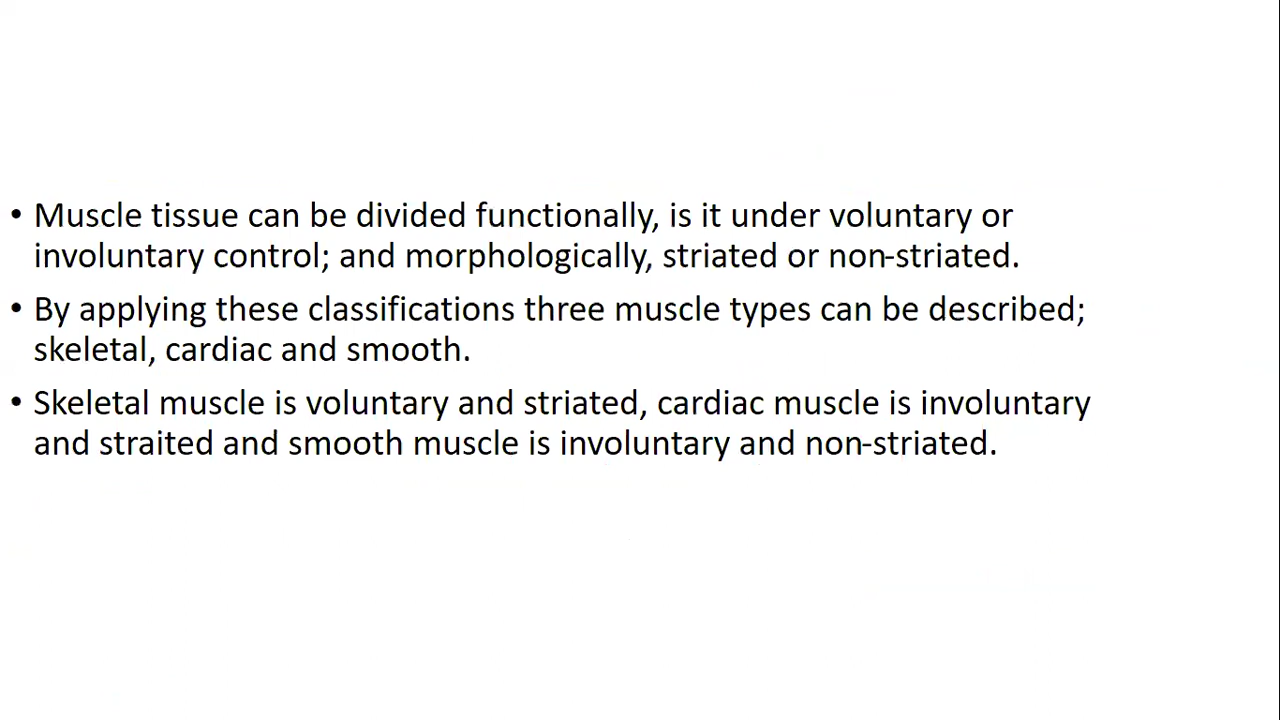 • Muscle tissue can be divided functionally, is it under voluntary or
involuntary control; and morphologically, striated or non-striated.
• By applying these classifications three muscle types can be described;
skeletal, cardiac and smooth.
• Skeletal muscle is voluntary and striated, cardiac muscle is involuntary
and straited and smooth muscle is involuntary and non-striated.